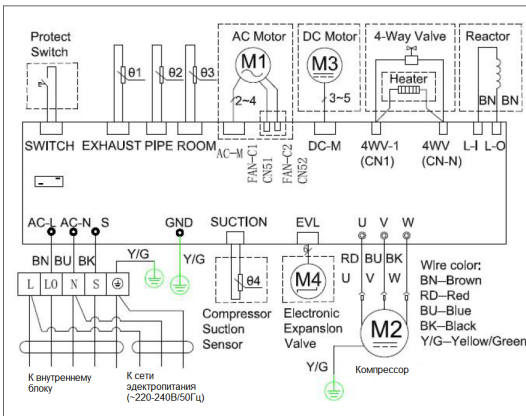 Protect
Switch
AC Motor
DC Motor
4-Way Valve
Reactor
θ1
θ2
θ3
M1
M3
Heater
2~4
3~5
BN
BN
SWITCH
EXHAUST
PIPE
ROOM
AC-M
FAN-C1
CN51
FAN-C2
CN52
DC-M
4WV-1
(CN1)
4WV
(CN-N)
L-I
L-O
AC-L
AC-N
S
GND
SUCTION
EVL
U
V
W
BN
BU
BK
Y/G
Y/G
6
RD
BU
BK
U
V
W
L
LO
N
S
θ4
M4
M2
Compressor
Suction
Sensor
Electronic
Expansion
Valve
Y/G
Компрессор
Wire color:
BN—Brown
RD—Red
BU—Blue
BK—Black
Y/G—Yellow/Green
К внутреннему
блоку
К сети
эдектропитания
(~220-240В/50Гц)